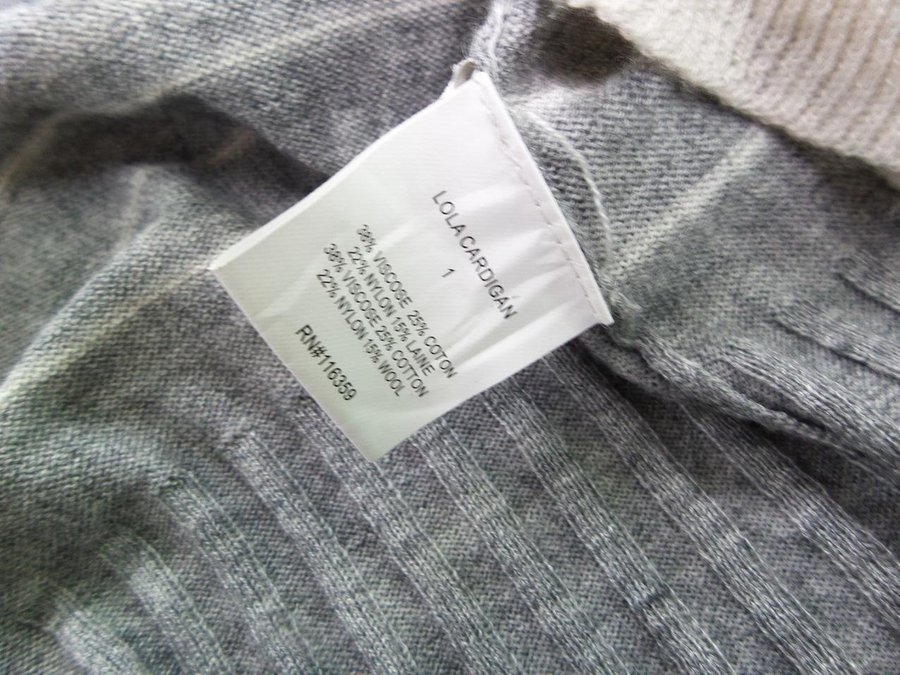 LOLA CARDIGAN
1
38% VISCOSE 25% COTON
22% NYLON 15% LAINE
38% VISCOSE 25% COTTON
22% NYLON 15% WOOL
RN#116359